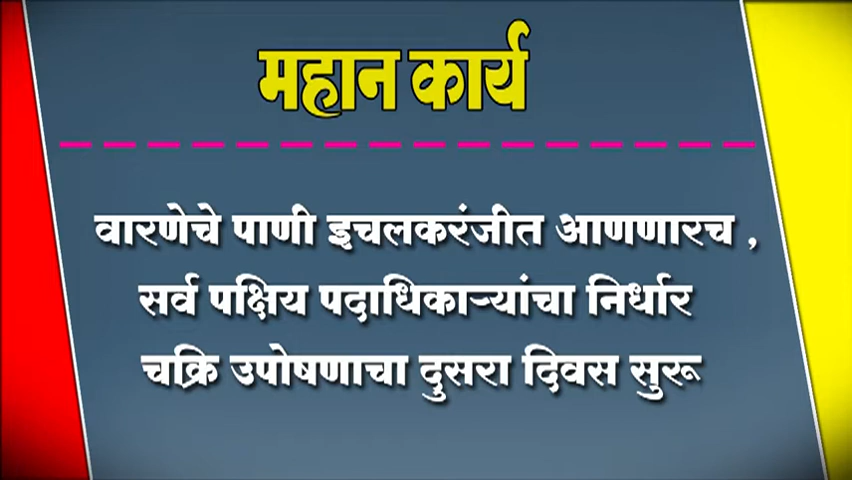 महान कार्य
वारणेचे पाणी इचलकरंजीत आणणारच ,
सर्व पक्षिय पदाधिकाऱ्यांचा निर्धार
चक्रि उपोषणाचा दुसरा दिवस सुरू